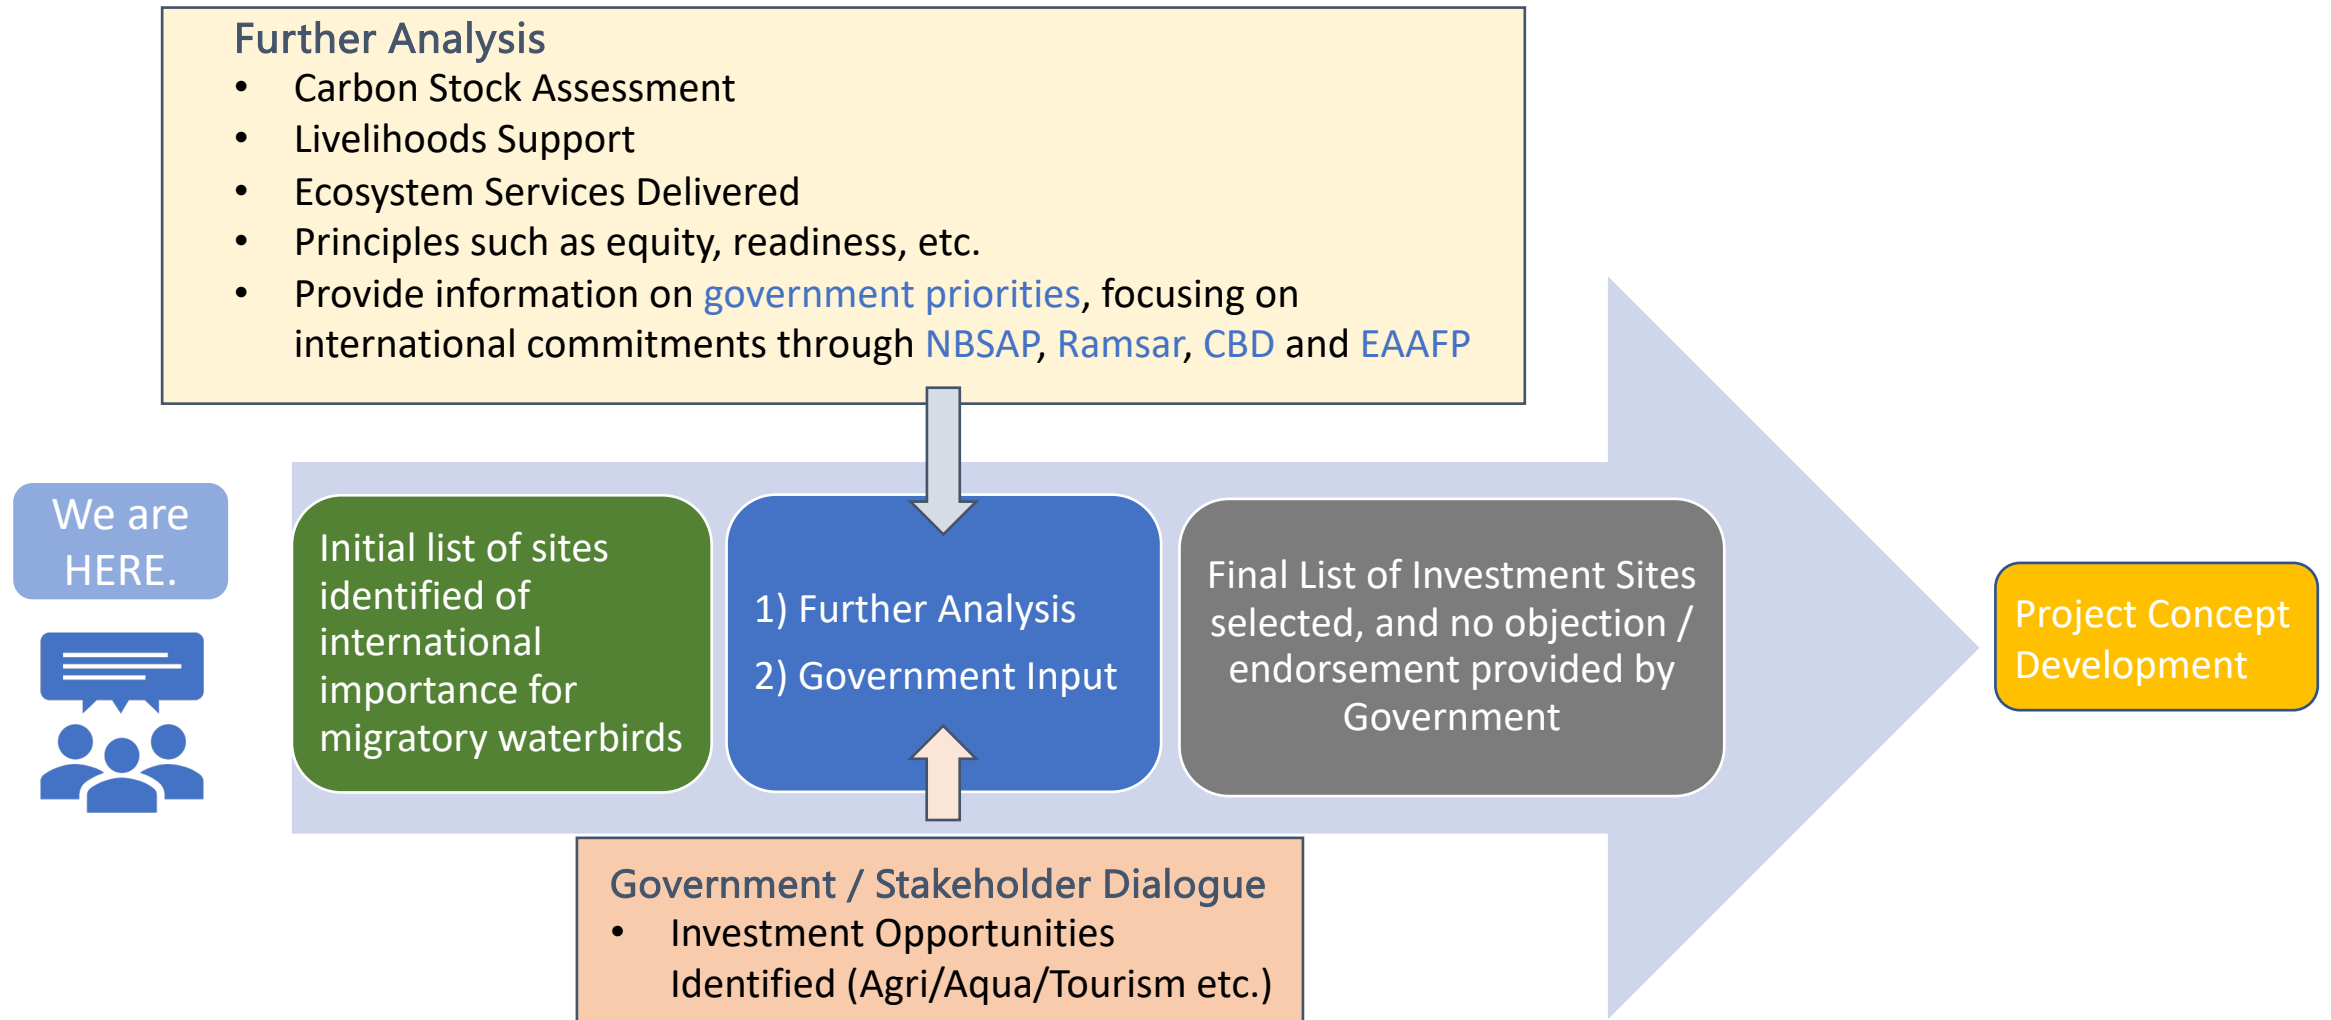 Further Analysis
• Carbon Stock Assessment
• Livelihoods Support
• Ecosystem Services Delivered
• Principles such as equity, readiness, etc.
• Provide information on government priorities, focusing on
international commitments through NBSAP, Ramsar, CBD and EAAFP
We are
HERE.
Initial list of sites
identified of
international
importance for
migratory waterbirds
1) Further Analysis
2) Government Input
Final List of Investment Sites
selected, and no objection /
endorsement provided by
Government
Project Concept
Development
Government / Stakeholder Dialogue
• Investment Opportunities
Identified (Agri/Aqua/Tourism etc.)